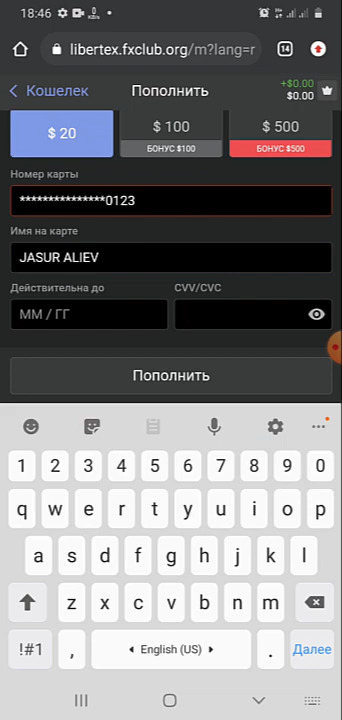 18:46
0 KB/s
libertex.fxclub.org/m?lang=r
14
Кошелек
Пополнить
+$0.00
$0.00
$ 20
$ 100
БОНУС $100
$ 500
БОНУС $500
Номер карты
***************0123
Имя на карте
JASUR ALIEV
Действительна до
CVV/CVC
ММ / ГГ
Пополнить
1 2 3 4 5 6 7 8 9 0
q w e r t y u i o p
a s d f g h j k l
z x c v b n m
!#1 , English (US) . Далее